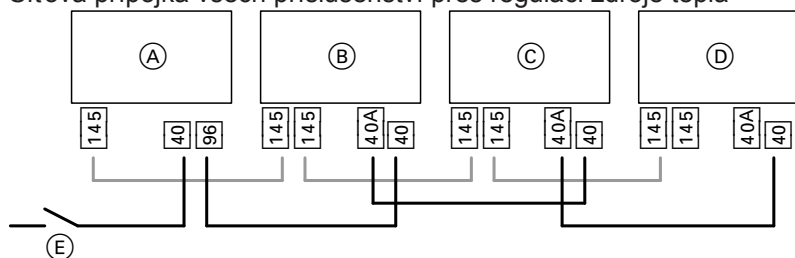 Síťová přípojka všech příslušenství přes regulaci zdroje tepla
A B C D
145 40 96 145 145 40A 40 145 145 40A 40 145 145 40A 40
E